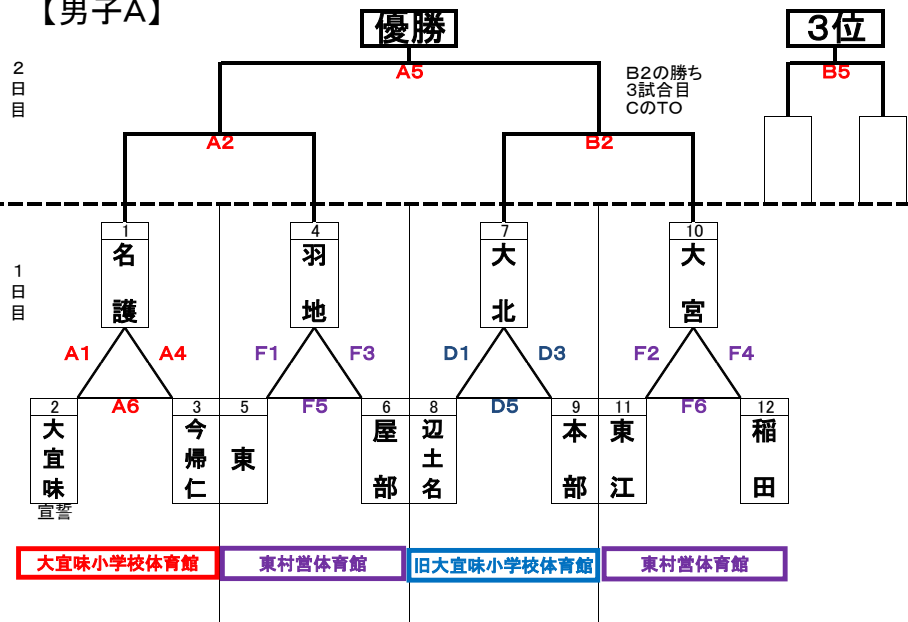 【男子A】
優勝
3位
A5
B5
2日目
B2の勝ち
3試合目
CのTO
A2
B2
1
4
7
10
名護
羽地
大北
大宮
1日目
A1
A4
F1
F3
D1
D3
F2
F4
A6
F5
D5
F6
2
3
5
6
8
9
11
12
大宜味
今帰仁
東
屋部
辺土名
本部
東江
稲田
宣誓
大宜味小学校体育館
東村営体育館
旧大宜味小学校体育館
東村営体育館